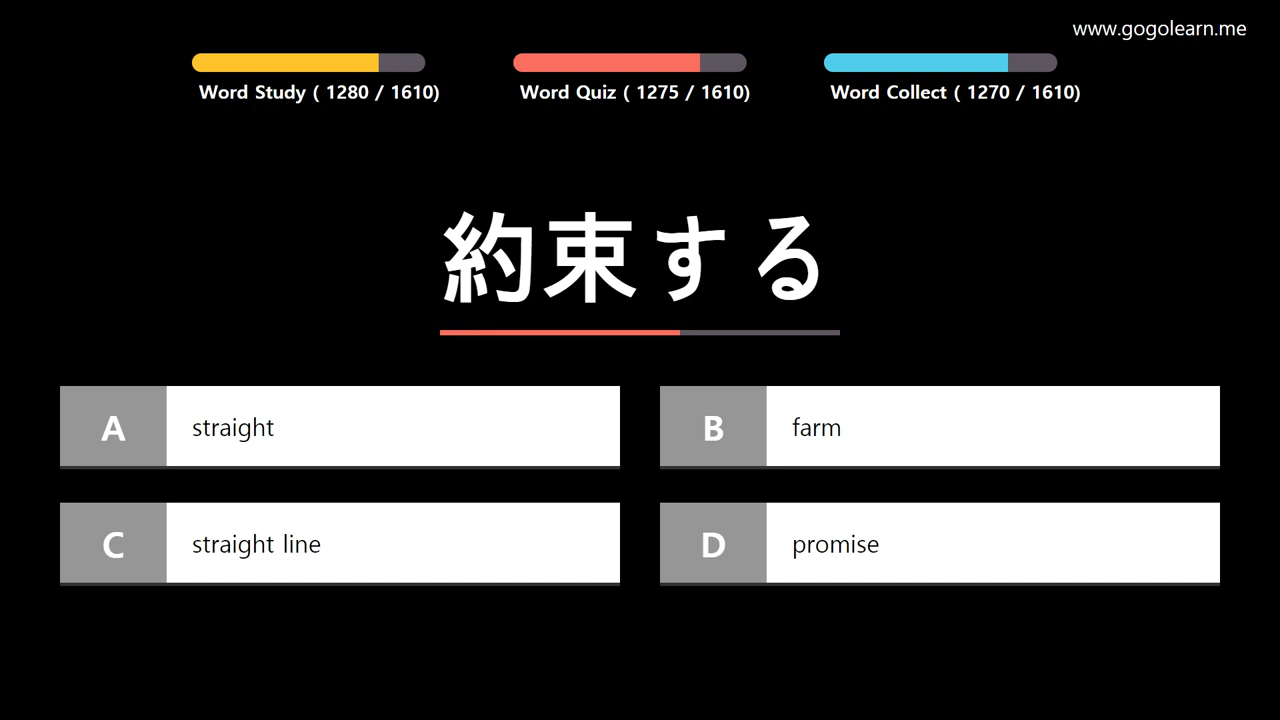 www.gogolearn.me
Word Study ( 1280 / 1610)
Word Quiz ( 1275 / 1610)
Word Collect ( 1270 / 1610)
約束する
A straight
B farm
C straight line
D promise